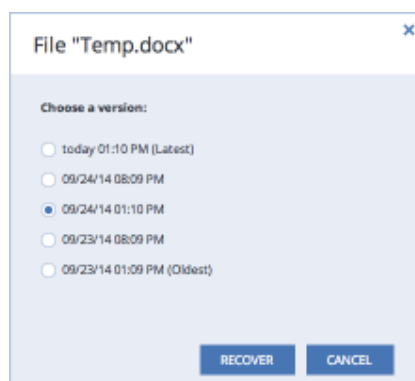 File "Temp.docx"
Choose a version:
today 01:10 PM (Latest)
09/24/14 08:09 PM
09/24/14 01:10 PM
09/23/14 08:09 PM
09/23/14 01:09 PM (Oldest)
RECOVER CANCEL